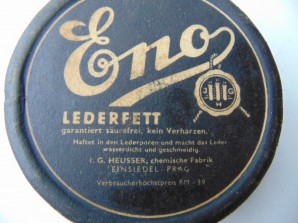 Eno
LEDERFETT
garantiert säurefrei, kein Verharzen.
Haftet in den Lederporen und macht das Leder
wasserdicht und geschmeidig.
I. G. HEUSSER, chemische Fabrik
EINSIEDEL - PRAG
Verbraucherhöchstpreis RM -.39